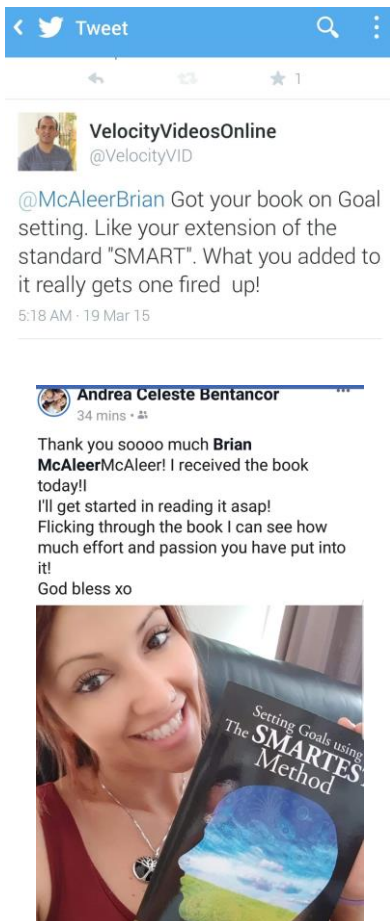 Tweet
1
VelocityVideosOnline
@VelocityVID
@McAleerBrian Got your book on Goal
setting. Like your extension of the
standard "SMART". What you added to
it really gets one fired up!
5:18 AM · 19 Mar 15
Andrea Celeste Bentancor
34 mins ·
Thank you soooo much Brian
McAleerMcAleer! I received the book
today!!
I'll get started in reading it asap!
Flicking through the book I can see how
much effort and passion you have put into
it!
God bless xo
Setting Goals using
The SMARTEST
Method